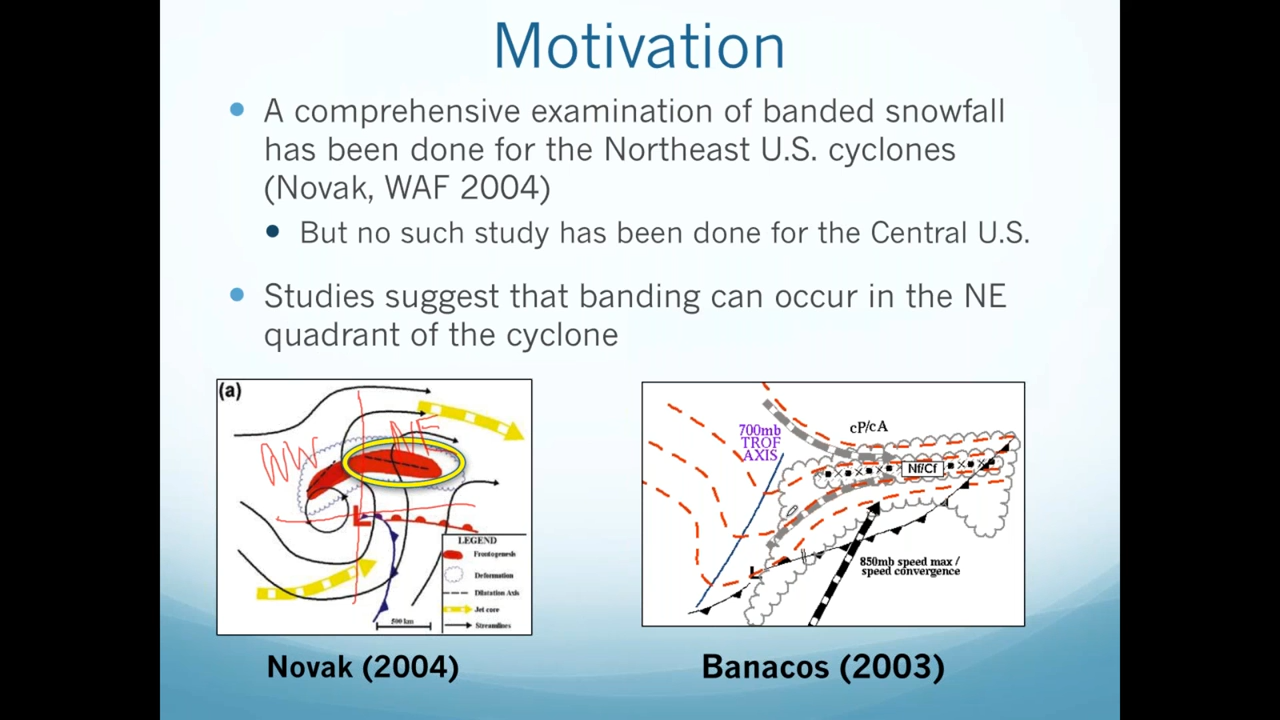 Motivation
A comprehensive examination of banded snowfall
has been done for the Northeast U.S. cyclones
(Novak, WAF 2004)
But no such study has been done for the Central U.S.
Studies suggest that banding can occur in the NE
quadrant of the cyclone
(a)
NW
NE
L
LEGEND
Frontogenesis
Deformation
Dilatation Axis
Jet core
Streamlines
500 km
700mb
TROF
AXIS
cP/cA
Nf/Cf
L
850mb speed max /
speed convergence
Novak (2004)
Banacos (2003)